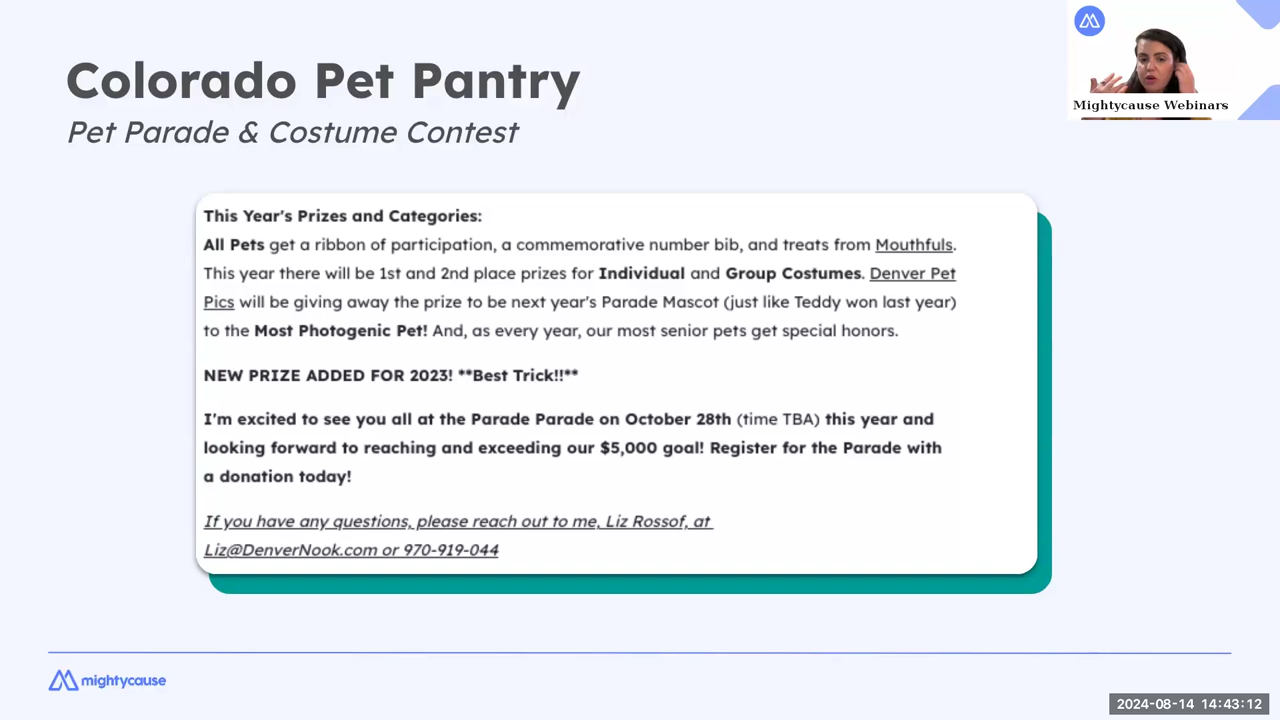 Colorado Pet Pantry
Pet Parade & Costume Contest
Mightycause Webinars
This Year's Prizes and Categories:
All Pets get a ribbon of participation, a commemorative number bib, and treats from Mouthfuls.
This year there will be 1st and 2nd place prizes for Individual and Group Costumes. Denver Pet
Pics will be giving away the prize to be next year's Parade Mascot (just like Teddy won last year)
to the Most Photogenic Pet! And, as every year, our most senior pets get special honors.
NEW PRIZE ADDED FOR 2023! **Best Trick!!**
I'm excited to see you all at the Parade Parade on October 28th (time TBA) this year and
looking forward to reaching and exceeding our $5,000 goal! Register for the Parade with
a donation today!
If you have any questions, please reach out to me, Liz Rossof, at
Liz@DenverNook.com or 970-919-044
mightycause
2024-08-14 14:43:12